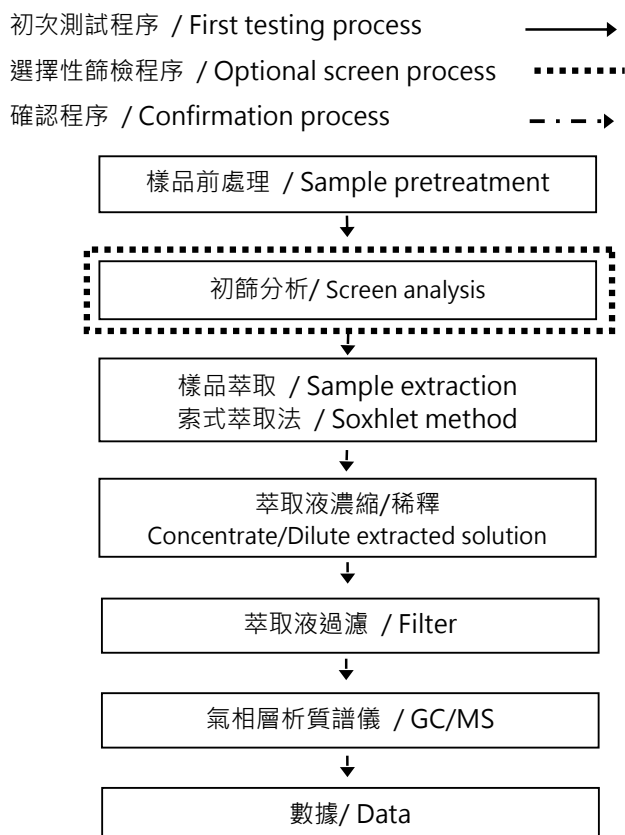 初次測試程序 / First testing process
選擇性篩檢程序 / Optional screen process
確認程序 / Confirmation process
樣品前處理 / Sample pretreatment
初篩分析/ Screen analysis
樣品萃取 / Sample extraction
索式萃取法 / Soxhlet method
萃取液濃縮/稀釋
Concentrate/Dilute extracted solution
萃取液過濾 / Filter
氣相層析質譜儀 / GC/MS
數據/ Data